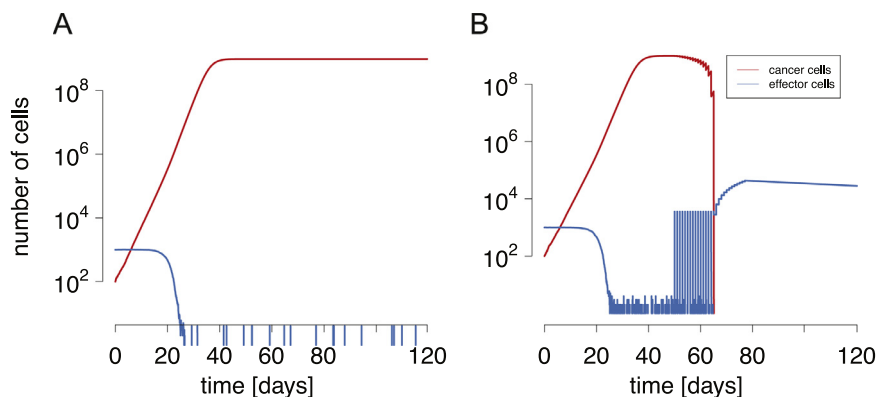 A
number of cells
10^8
10^6
10^4
10^2
0 20 40 60 80 120
time [days]
B
cancer cells
effector cells
10^8
10^6
10^4
10^2
0 20 40 60 80 120
time [days]